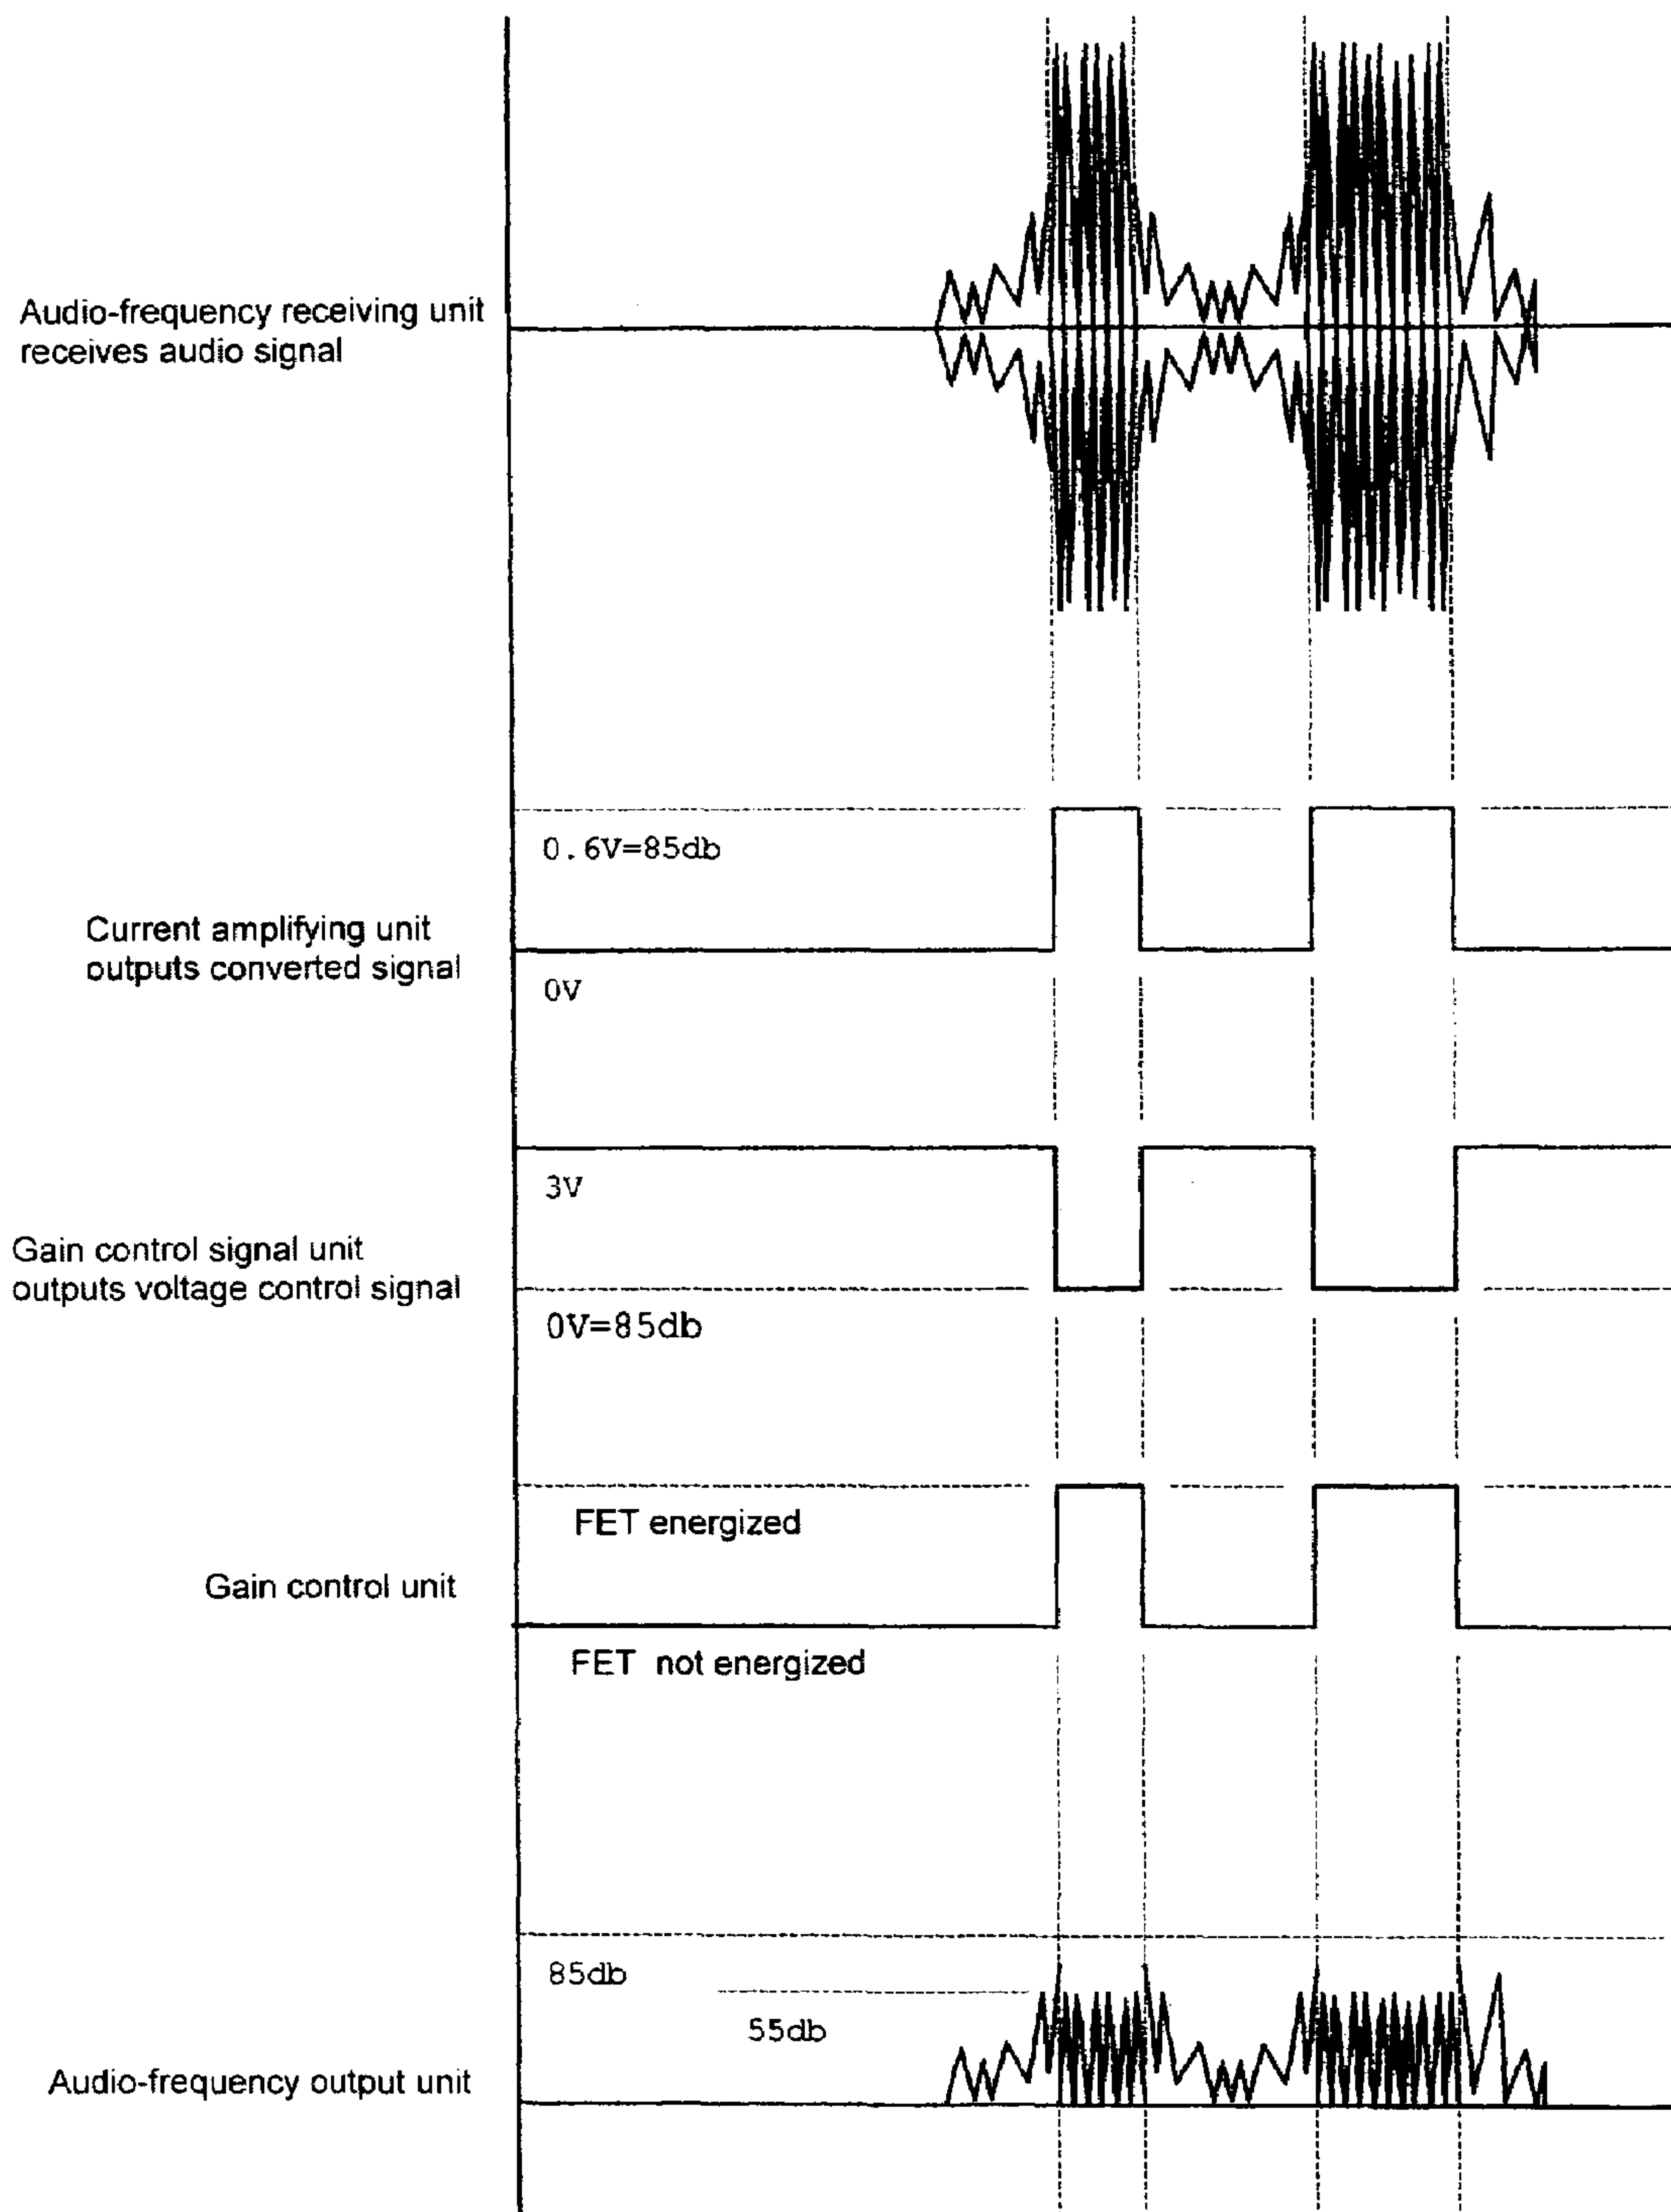 Audio-frequency receiving unit
receives audio signal
0.6V=85db
Current amplifying unit
outputs converted signal
0V
3V
Gain control signal unit
outputs voltage control signal
0V=85db
FET energized
Gain control unit
FET not energized
85db
55db
Audio-frequency output unit